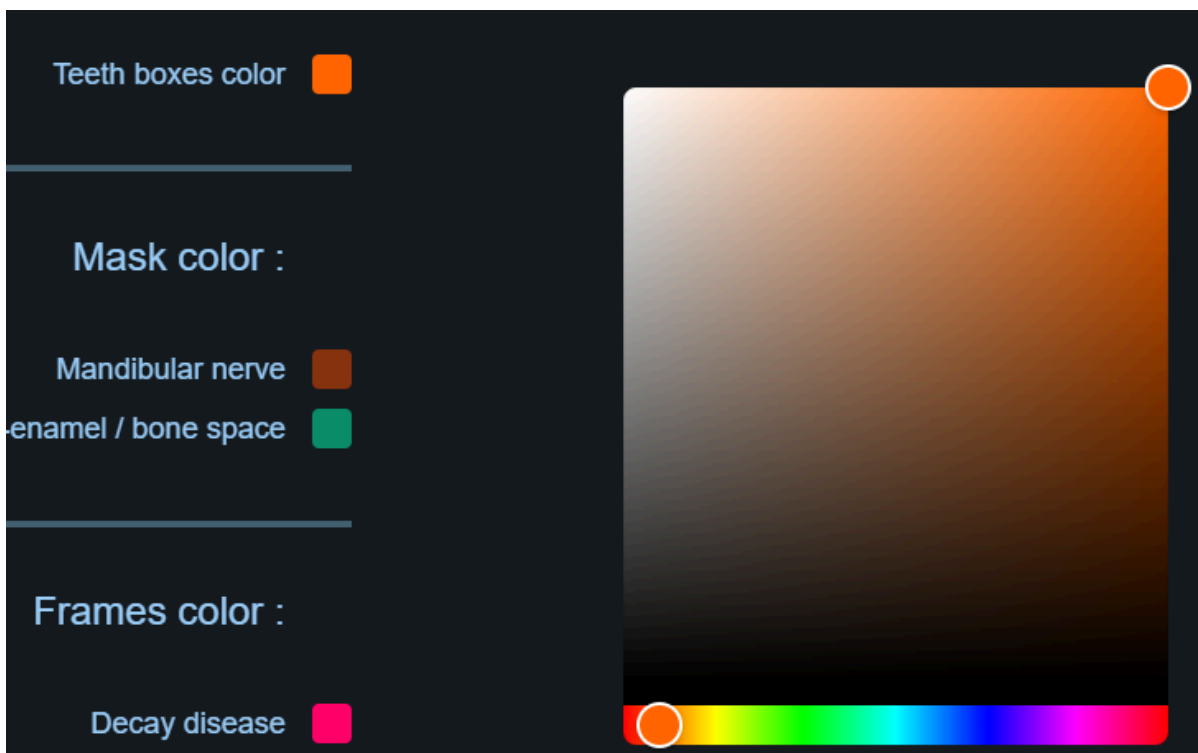 Teeth boxes color
Mask color :
Mandibular nerve
-enamel / bone space
Frames color :
Decay disease